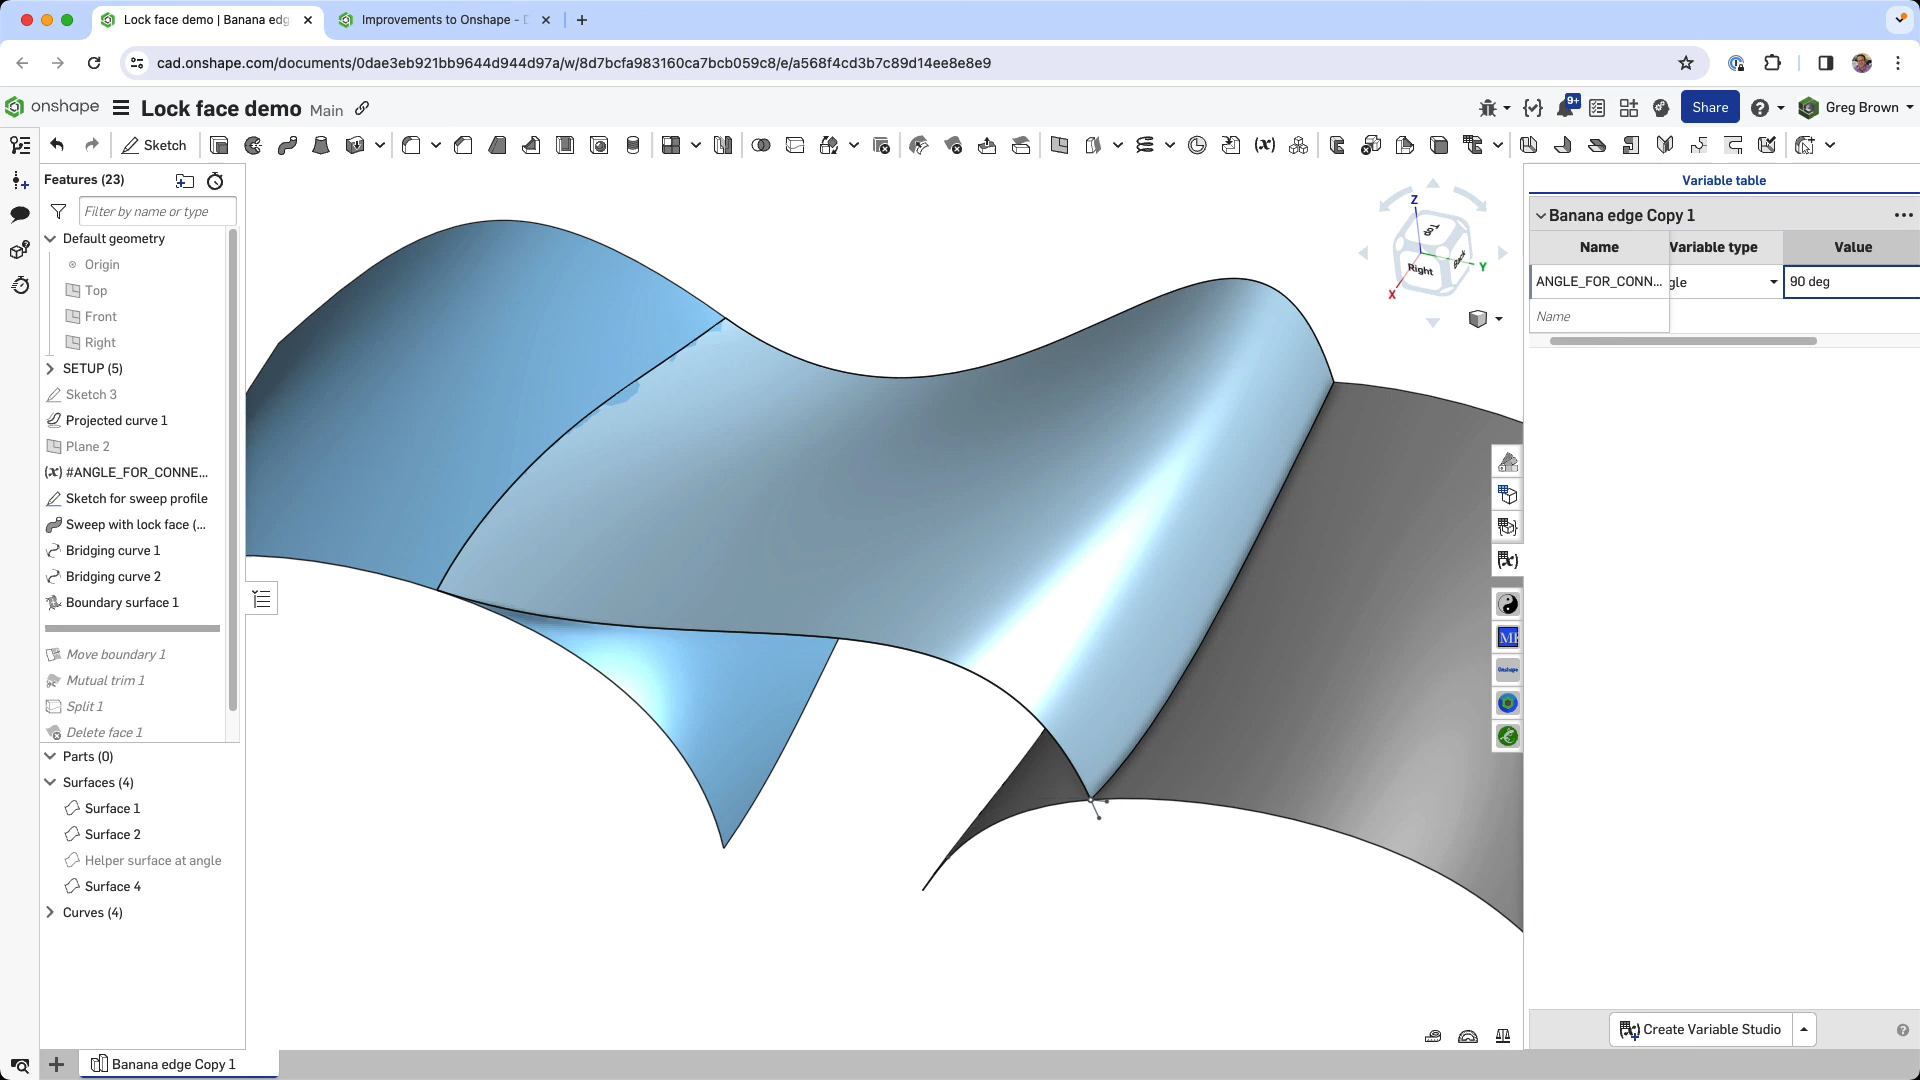 Lock face demo | Banana edg
Improvements to Onshape -
cad.onshape.com/documents/0dae3eb921bb9644d944d97a/w/8d7bcfa983160ca7bcb059c8/e/a568f4cd3b7c89d14ee8e8e9
onshape
Lock face demo
Main
9+
Share
Greg Brown
Sketch
Features (23)
Filter by name or type
Default geometry
Origin
Top
Front
Right
SETUP (5)
Sketch 3
Projected curve 1
Plane 2
(x) #ANGLE_FOR_CONNE...
Sketch for sweep profile
Sweep with lock face (...
Bridging curve 1
Bridging curve 2
Boundary surface 1
Move boundary 1
Mutual trim 1
Split 1
Delete face 1
Parts (0)
Surfaces (4)
Surface 1
Surface 2
Helper surface at angle
Surface 4
Curves (4)
Z
Top
Back
Right
Y
X
Variable table
Banana edge Copy 1
Name
Variable type
Value
ANGLE_FOR_CONN...
gle
90 deg
Name
Onshape
Create Variable Studio
Banana edge Copy 1